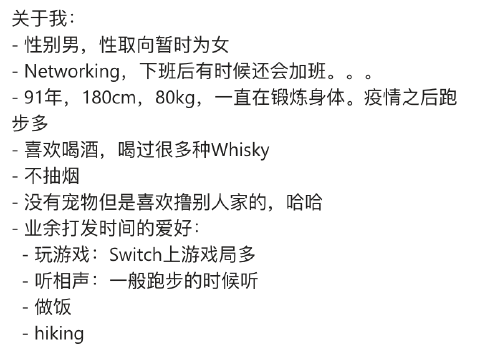 关于我：
- 性别男，性取向暂时为女
- Networking，下班后有时候还会加班。。。
- 91年，180cm，80kg，一直在锻炼身体。疫情之后跑
步多
- 喜欢喝酒，喝过很多种Whisky
- 不抽烟
- 没有宠物但是喜欢撸别人家的，哈哈
- 业余打发时间的爱好：
- 玩游戏：Switch上游戏局多
- 听相声：一般跑步的时候听
- 做饭
- hiking